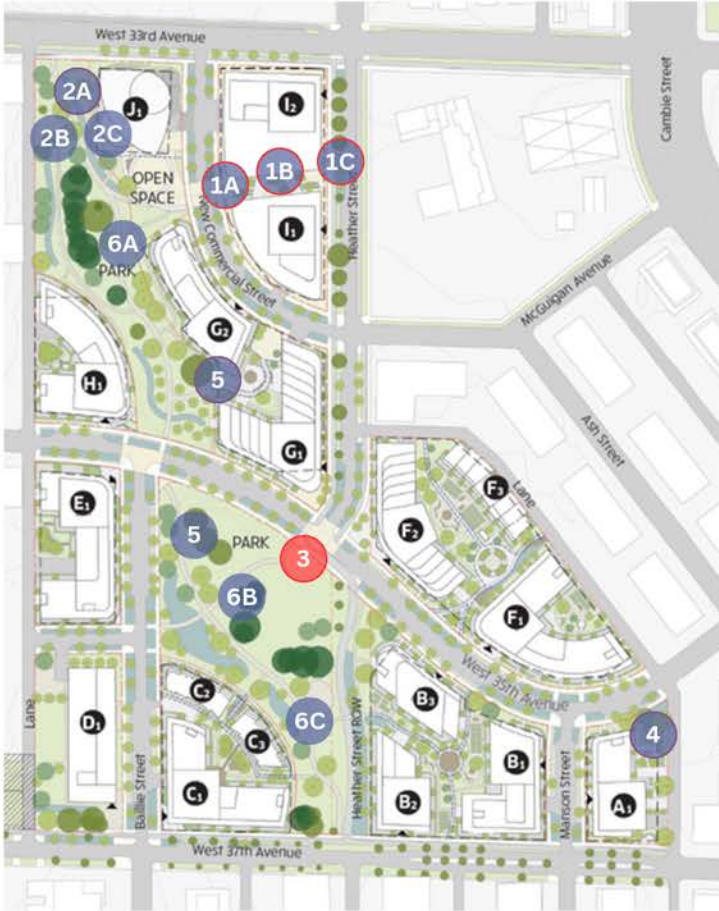 West 33rd Avenue
Cambie Street
2A
J1
I2
2B
2C
1A
1B
1C
OPEN
SPACE
New Commercial Street
I1
Heather Street
6A
PARK
McGuigan Avenue
G2
H1
5
Ash Street
G1
E1
F3
Lane
F2
5
PARK
3
6B
F1
West 35th Avenue
C2
B3
Lane
D1
6C
C3
Heather Street ROW
4
B1
Manson Street
Baillie Street
C1
B2
A1
West 37th Avenue